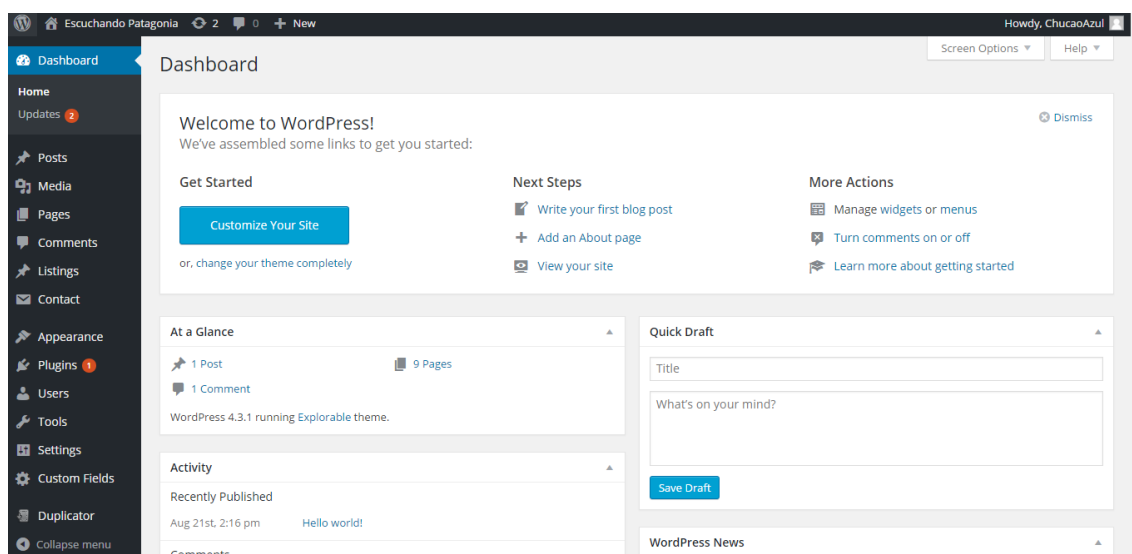 Escuchando Patagonia 2 0 + New Howdy, ChucaoAzul
Dashboard
Home
Updates 2
Posts
Media
Pages
Comments
Listings
Contact
Appearance
Plugins 1
Users
Tools
Settings
Custom Fields
Duplicator
Collapse menu
Screen Options Help
Dashboard
Welcome to WordPress!
Dismiss
We've assembled some links to get you started:
Get Started
Customize Your Site
or, change your theme completely
Next Steps
Write your first blog post
Add an About page
View your site
More Actions
Manage widgets or menus
Turn comments on or off
Learn more about getting started
At a Glance
1 Post 9 Pages
1 Comment
WordPress 4.3.1 running Explorable theme.
Activity
Recently Published
Aug 21st, 2:16 pm Hello world!
Comments
Quick Draft
Title
What's on your mind?
Save Draft
WordPress News